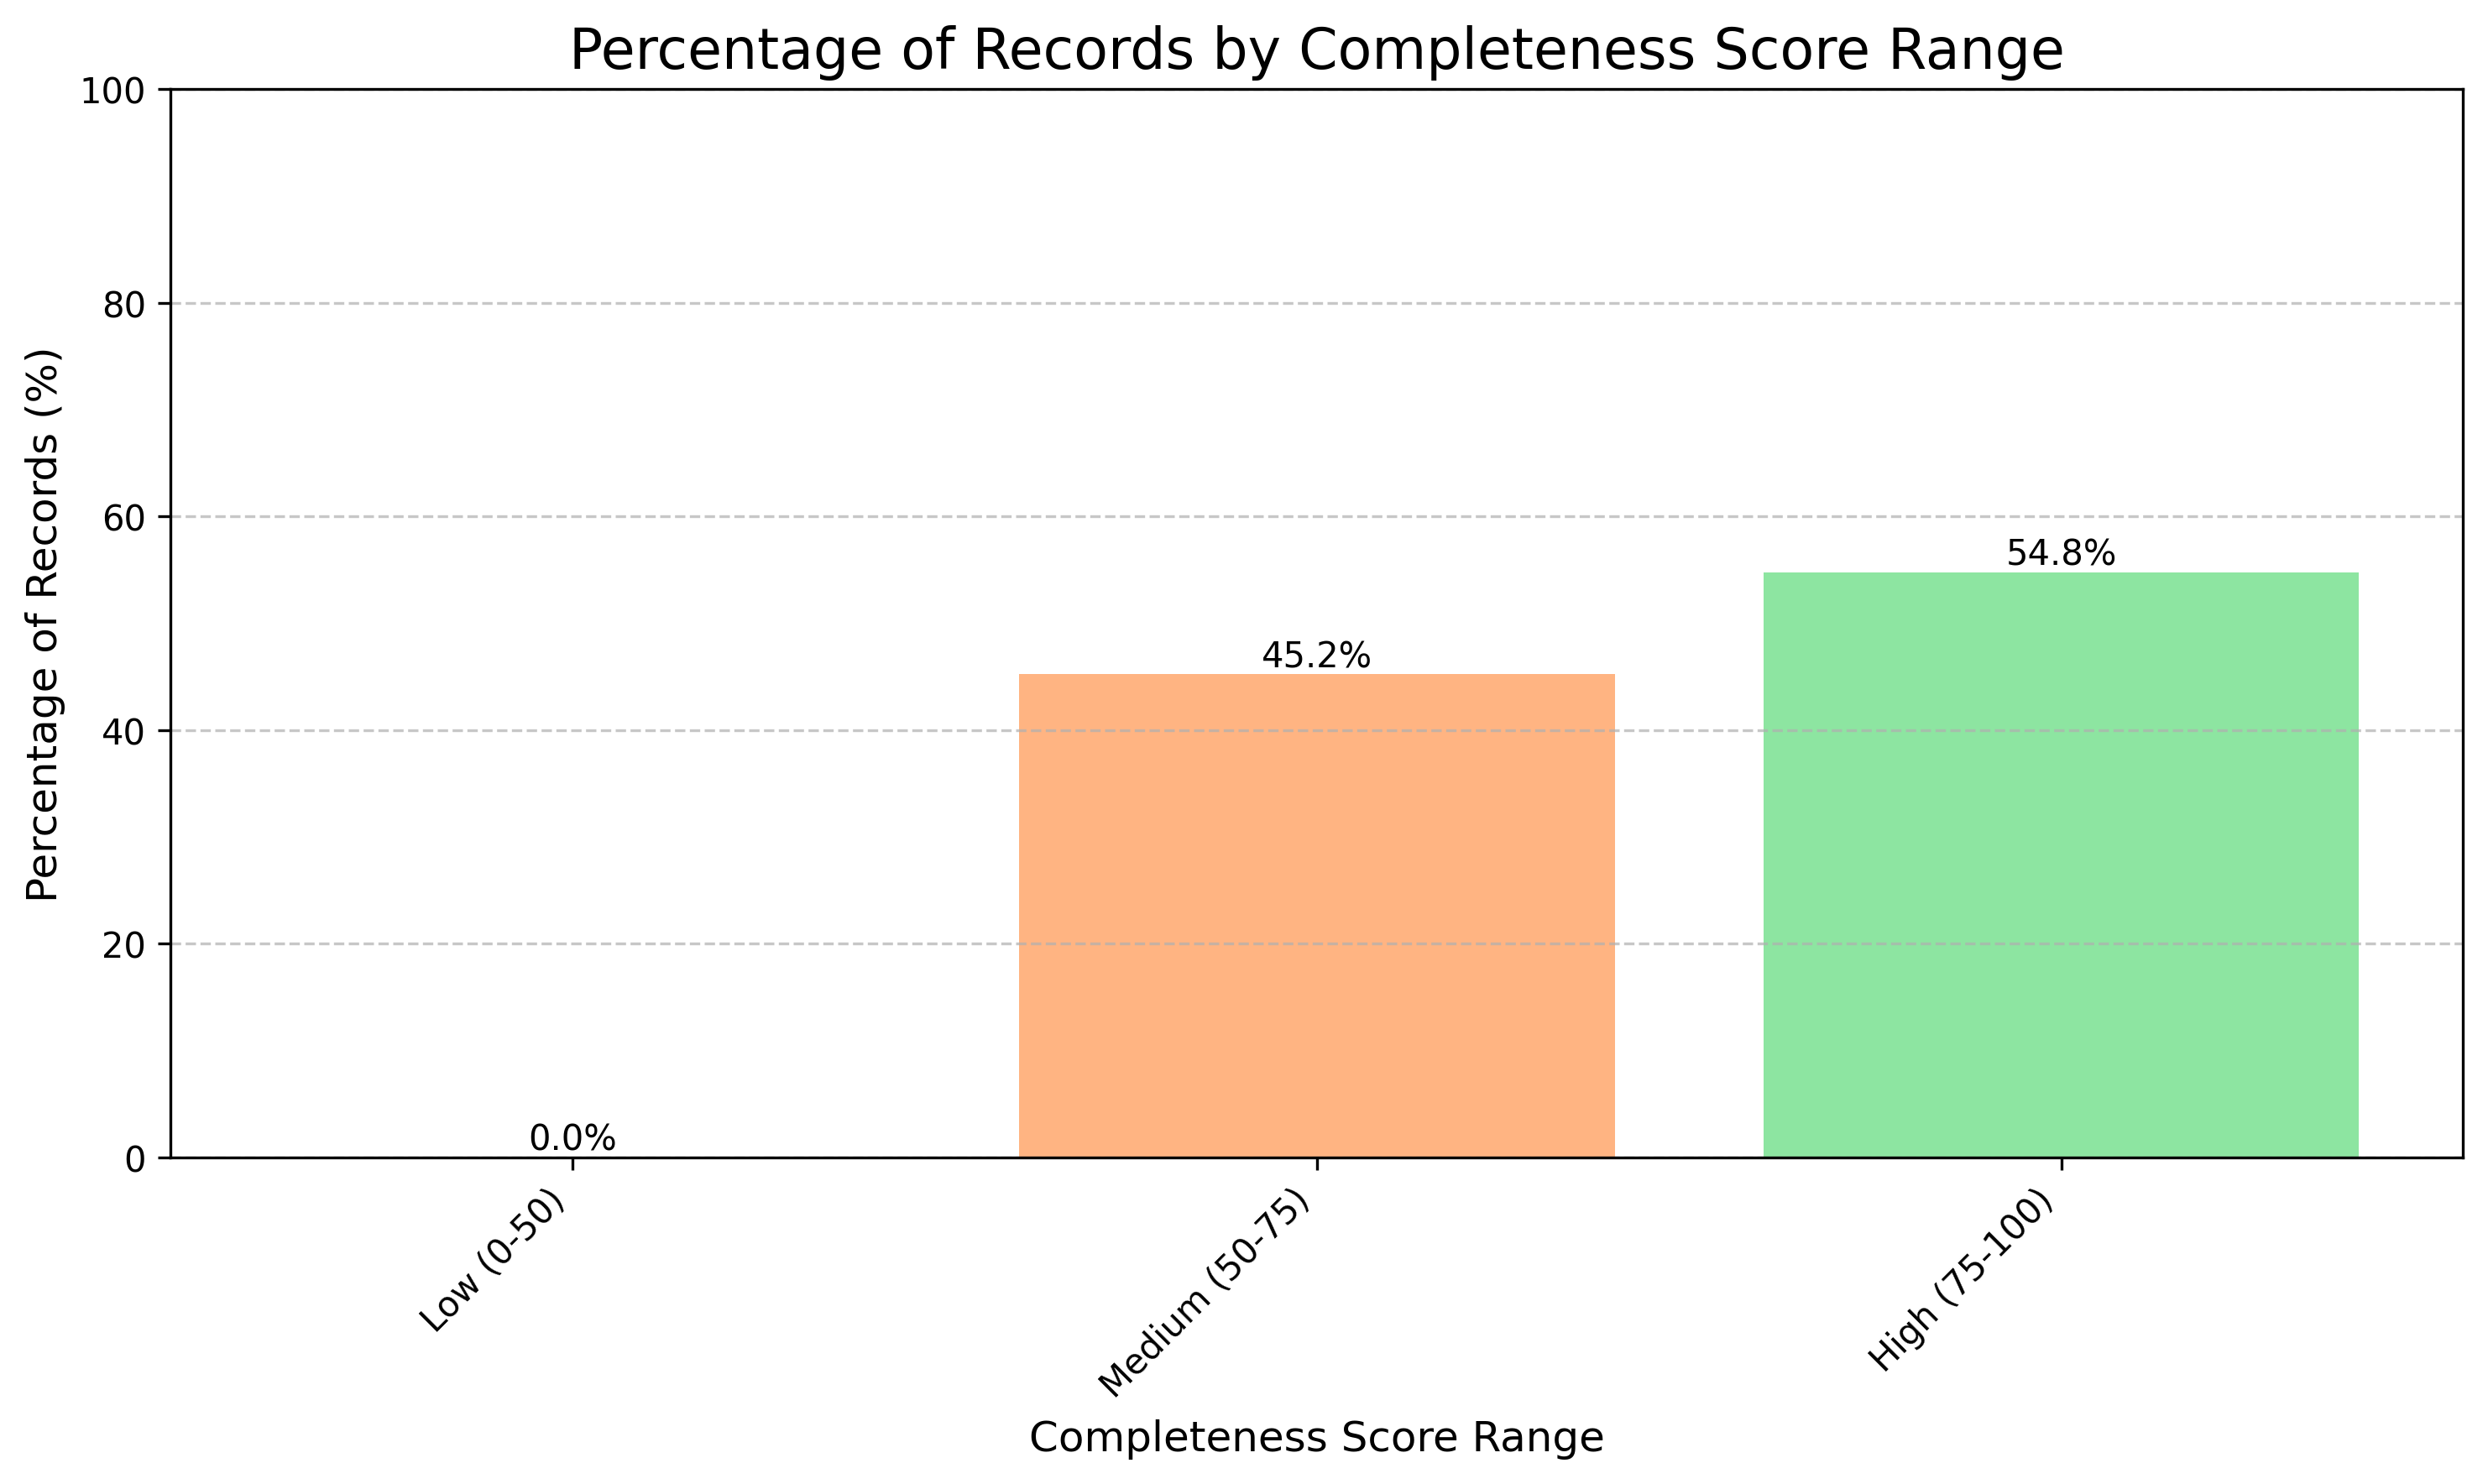 Percentage of Records by Completeness Score Range
Percentage of Records (%)
100
80
60
40
20
0
0.0%
45.2%
54.8%
Low (0-50)
Medium (50-75)
High (75-100)
Completeness Score Range